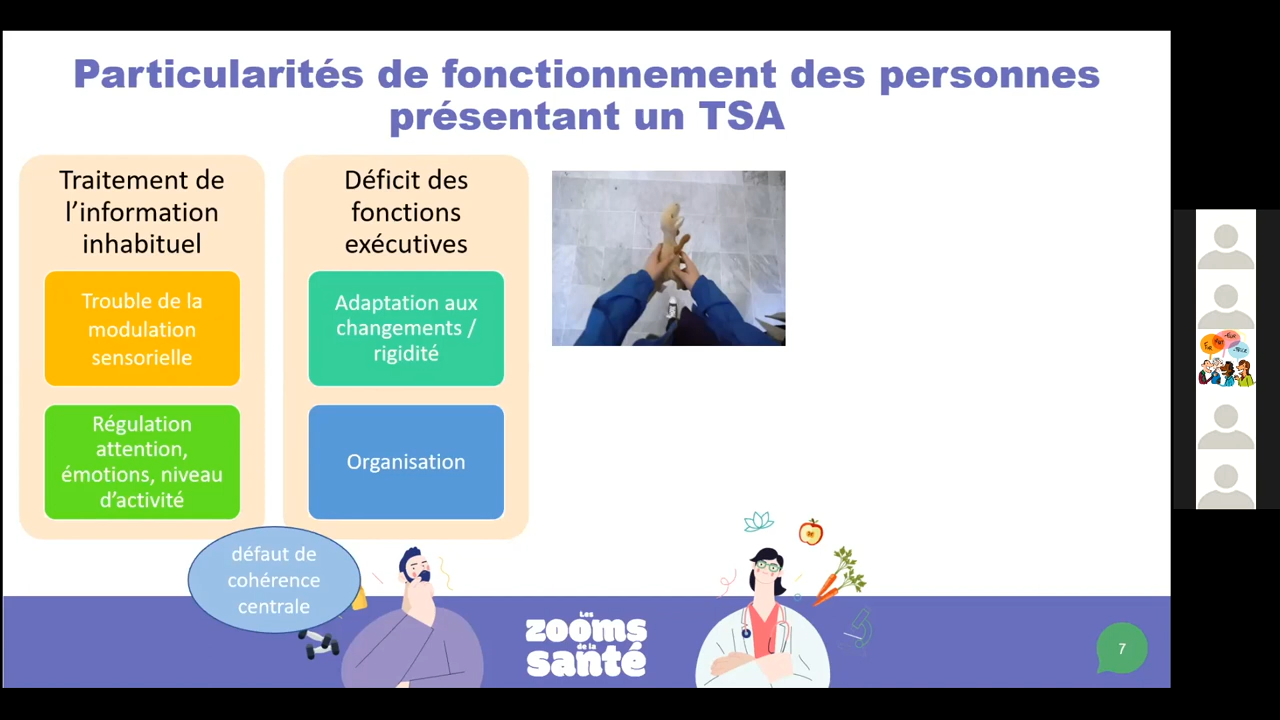 Particularités de fonctionnement des personnes
présentant un TSA
Traitement de
l’information
inhabituel
Trouble de la
modulation
sensorielle
Régulation
attention,
émotions, niveau
d’activité
Déficit des
fonctions
exécutives
Adaptation aux
changements /
rigidité
Organisation
défaut de
cohérence
centrale
Les
zooms
de la
santé
7